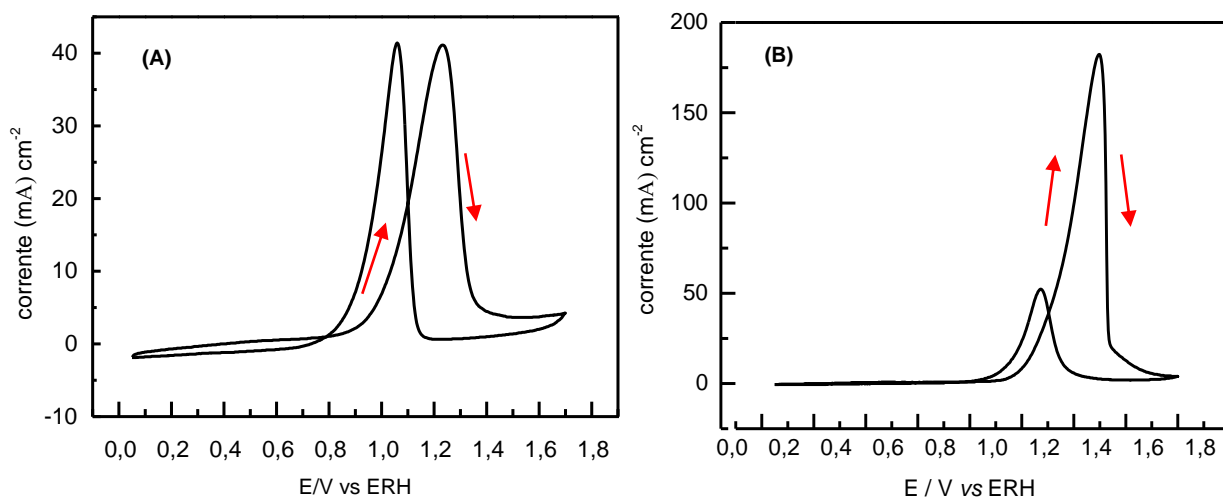 (A)
corrente (mA) cm-2
40
30
20
10
0
-10
0,0 0,2 0,4 0,6 0,8 1,0 1,2 1,4 1,6 1,8
E/V vs ERH
(B)
corrente (mA) cm-2
200
150
100
50
0
0,0 0,2 0,4 0,6 0,8 1,0 1,2 1,4 1,6 1,8
E / V vs ERH